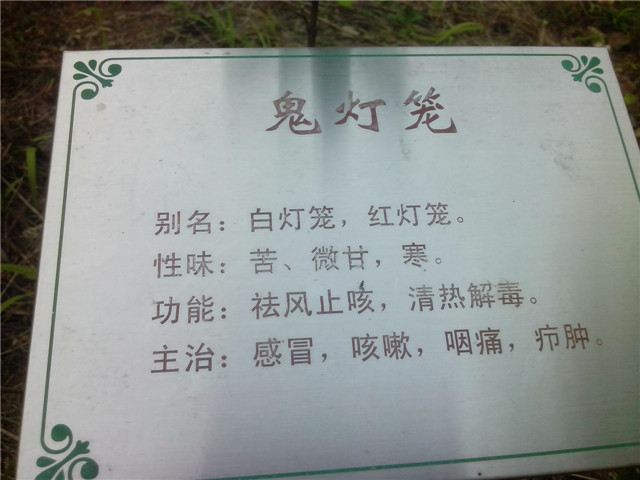 鬼灯笼
别名：白灯笼，红灯笼。
性味：苦、微甘，寒。
功能：祛风止咳，清热解毒。
主治：感冒，咳嗽，咽痛，疖肿。